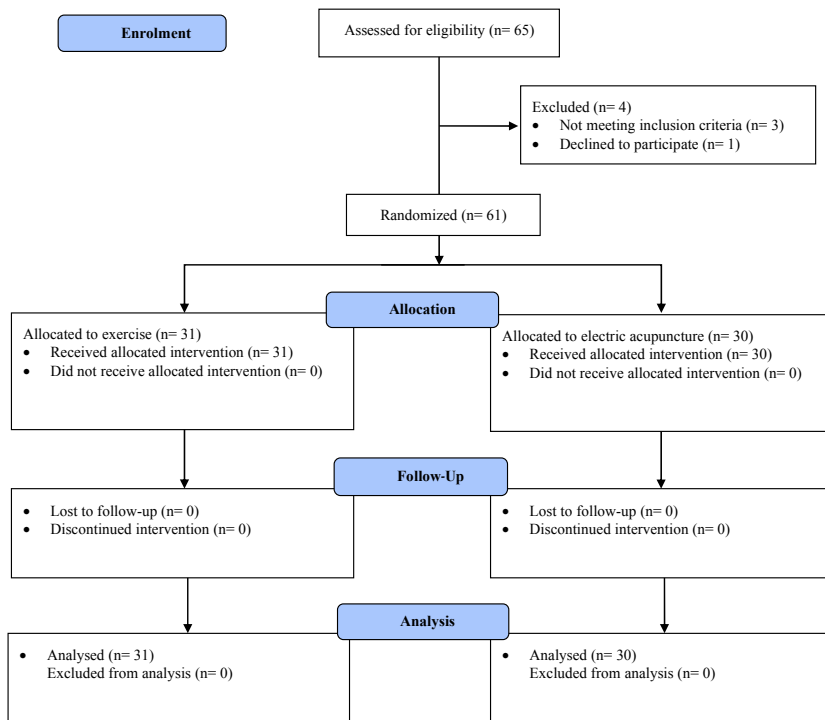 Enrolment
Assessed for eligibility (n= 65)
Excluded (n= 4)
• Not meeting inclusion criteria (n= 3)
• Declined to participate (n= 1)
Randomized (n= 61)
Allocation
Allocated to exercise (n= 31)
• Received allocated intervention (n= 31)
• Did not receive allocated intervention (n= 0)
Allocated to electric acupuncture (n= 30)
• Received allocated intervention (n= 30)
• Did not receive allocated intervention (n= 0)
Follow-Up
• Lost to follow-up (n= 0)
• Discontinued intervention (n= 0)
• Lost to follow-up (n= 0)
• Discontinued intervention (n= 0)
Analysis
• Analysed (n= 31)
Excluded from analysis (n= 0)
• Analysed (n= 30)
Excluded from analysis (n= 0)